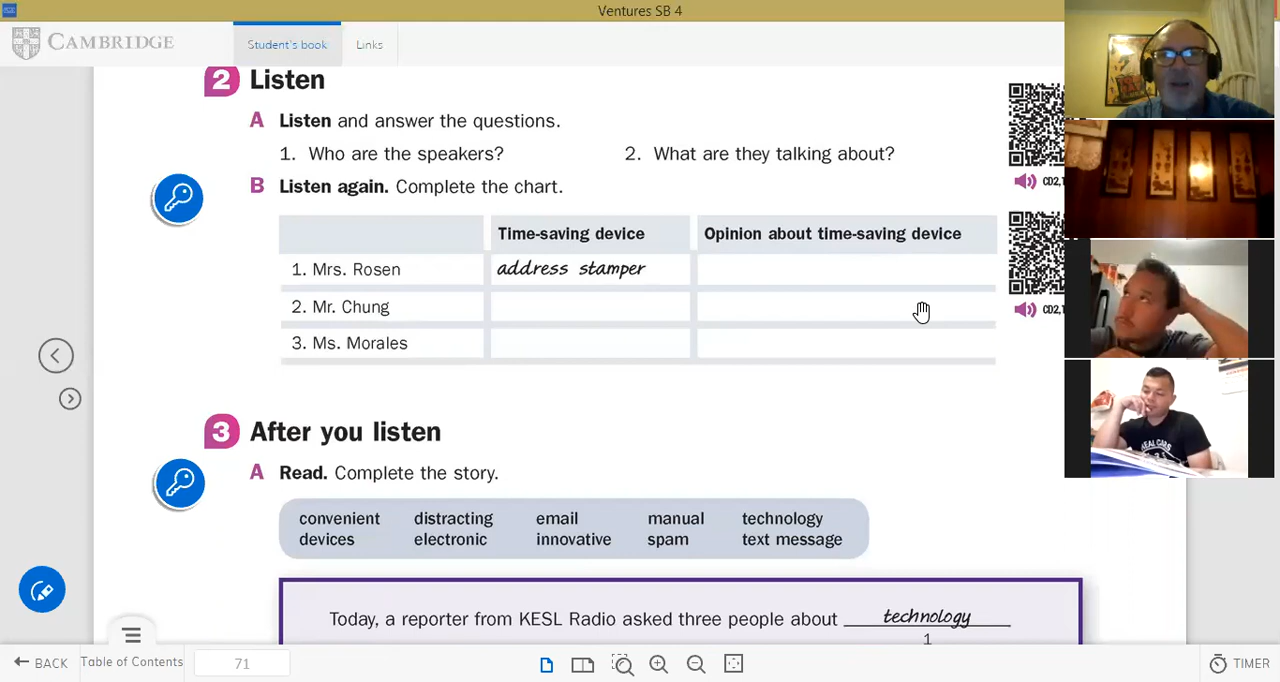 Ventures SB 4
CAMBRIDGE
Student's book Links
2 Listen
A Listen and answer the questions.
1. Who are the speakers? 2. What are they talking about?
B Listen again. Complete the chart.
Time-saving device Opinion about time-saving device
1. Mrs. Rosen address stamper
2. Mr. Chung
3. Ms. Morales
3 After you listen
A Read. Complete the story.
convenient distracting email manual technology
devices electronic innovative spam text message
Today, a reporter from KESL Radio asked three people about technology
1
BACK Table of Contents 71 TIMER